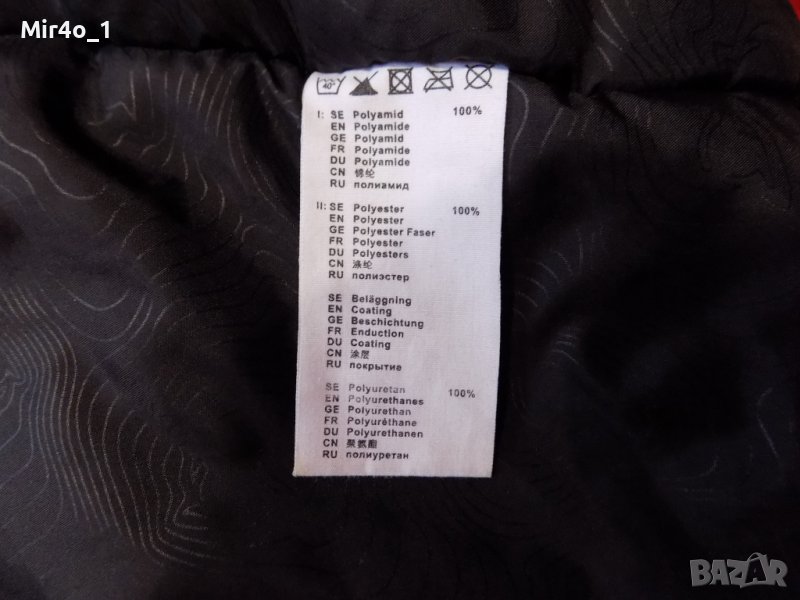 Mir4o_1
40°
I: SE Polyamid 100%
EN Polyamide
GE Polyamid
FR Polyamide
DU Polyamide
CN 锦纶
RU полиамид
II: SE Polyester 100%
EN Polyester
GE Polyester Faser
FR Polyester
DU Polyesters
CN 涤纶
RU полиэстер
SE Beläggning
EN Coating
GE Beschichtung
FR Enduction
DU Coating
CN 涂层
RU покрытие
SE Polyuretan 100%
EN Polyurethanes
GE Polyurethan
FR Polyuréthane
DU Polyurethanen
CN 聚氨酯
RU полиуретан
BAZAR